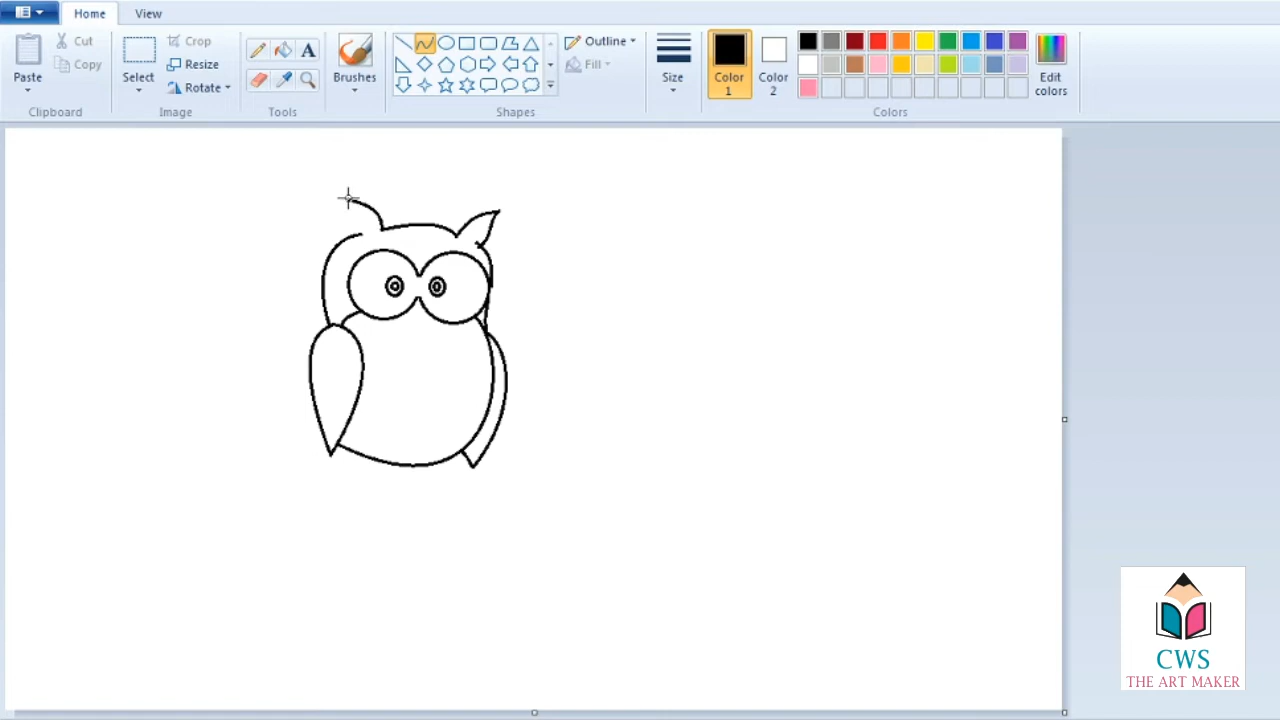 Home View
Cut
Copy
Paste
Clipboard
Select
Crop
Resize
Rotate
Image
A
Tools
Brushes
Outline
Fill
Shapes
Size
Color
1
Color
2
Edit
colors
Colors
CWS
THE ART MAKER